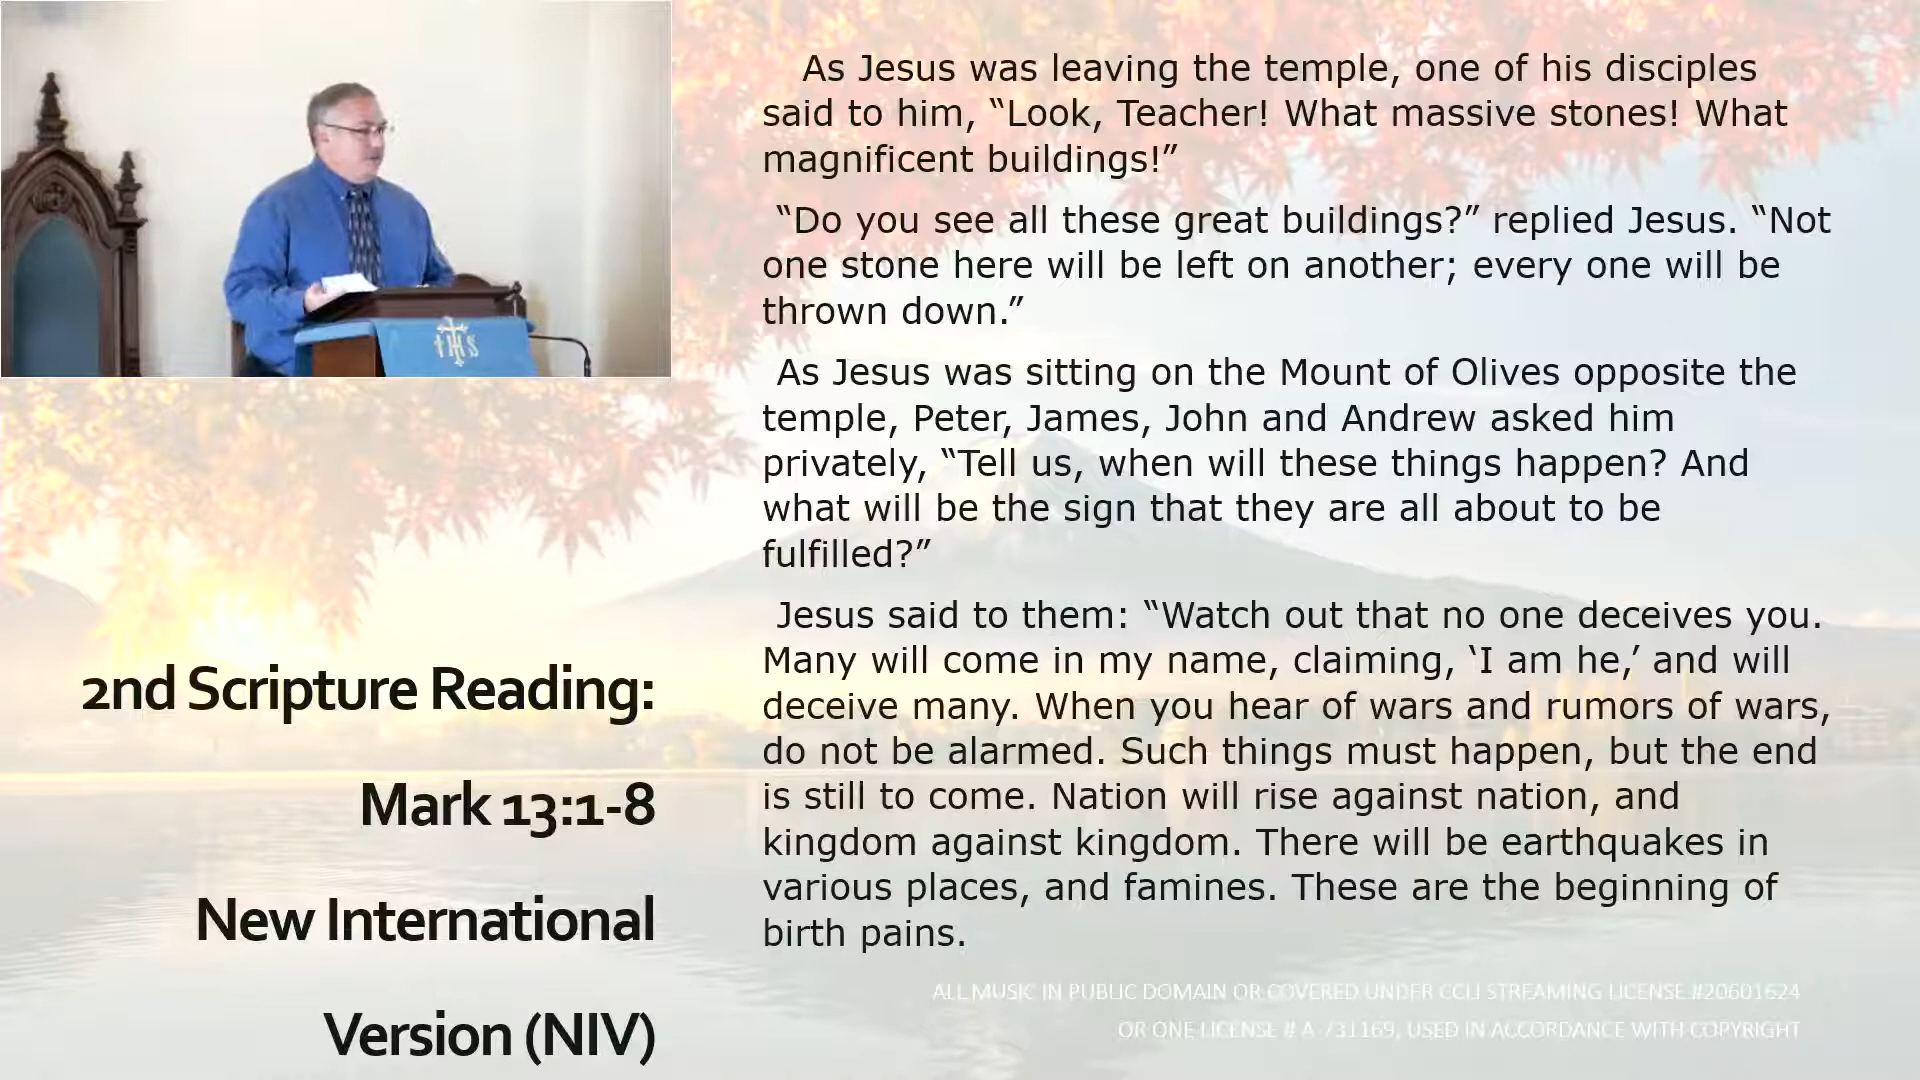 As Jesus was leaving the temple, one of his disciples
said to him, “Look, Teacher! What massive stones! What
magnificent buildings!”
“Do you see all these great buildings?” replied Jesus. “Not
one stone here will be left on another; every one will be
thrown down.”
As Jesus was sitting on the Mount of Olives opposite the
temple, Peter, James, John and Andrew asked him
privately, “Tell us, when will these things happen? And
what will be the sign that they are all about to be
fulfilled?”
Jesus said to them: “Watch out that no one deceives you.
Many will come in my name, claiming, ‘I am he,’ and will
deceive many. When you hear of wars and rumors of wars,
do not be alarmed. Such things must happen, but the end
is still to come. Nation will rise against nation, and
kingdom against kingdom. There will be earthquakes in
various places, and famines. These are the beginning of
birth pains.
2nd Scripture Reading:
Mark 13:1-8
New International
Version (NIV)
IHS
ALL MUSIC IN PUBLIC DOMAIN OR COVERED UNDER CCLI STREAMING LICENSE #20601624
OR ONE LICENSE # A-731169, USED IN ACCORDANCE WITH COPYRIGHT